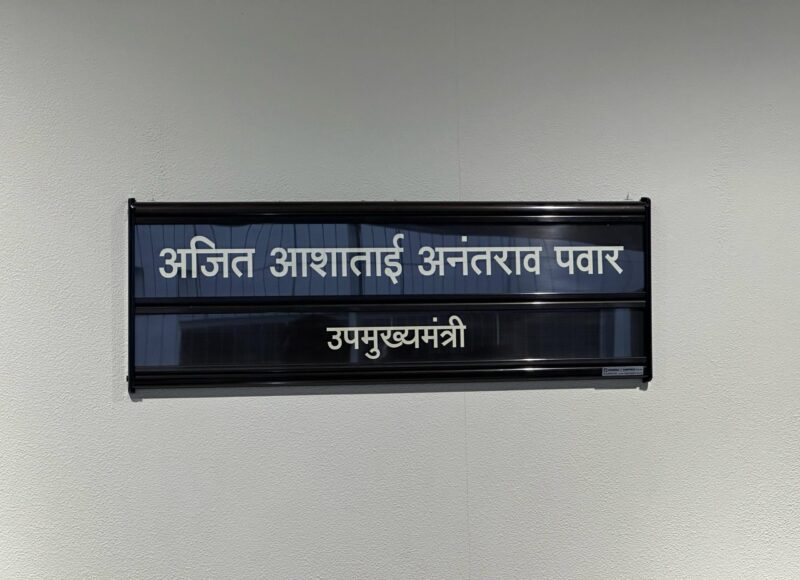 अजित आशाताई अनंतराव पवार
उपमुख्यमंत्री